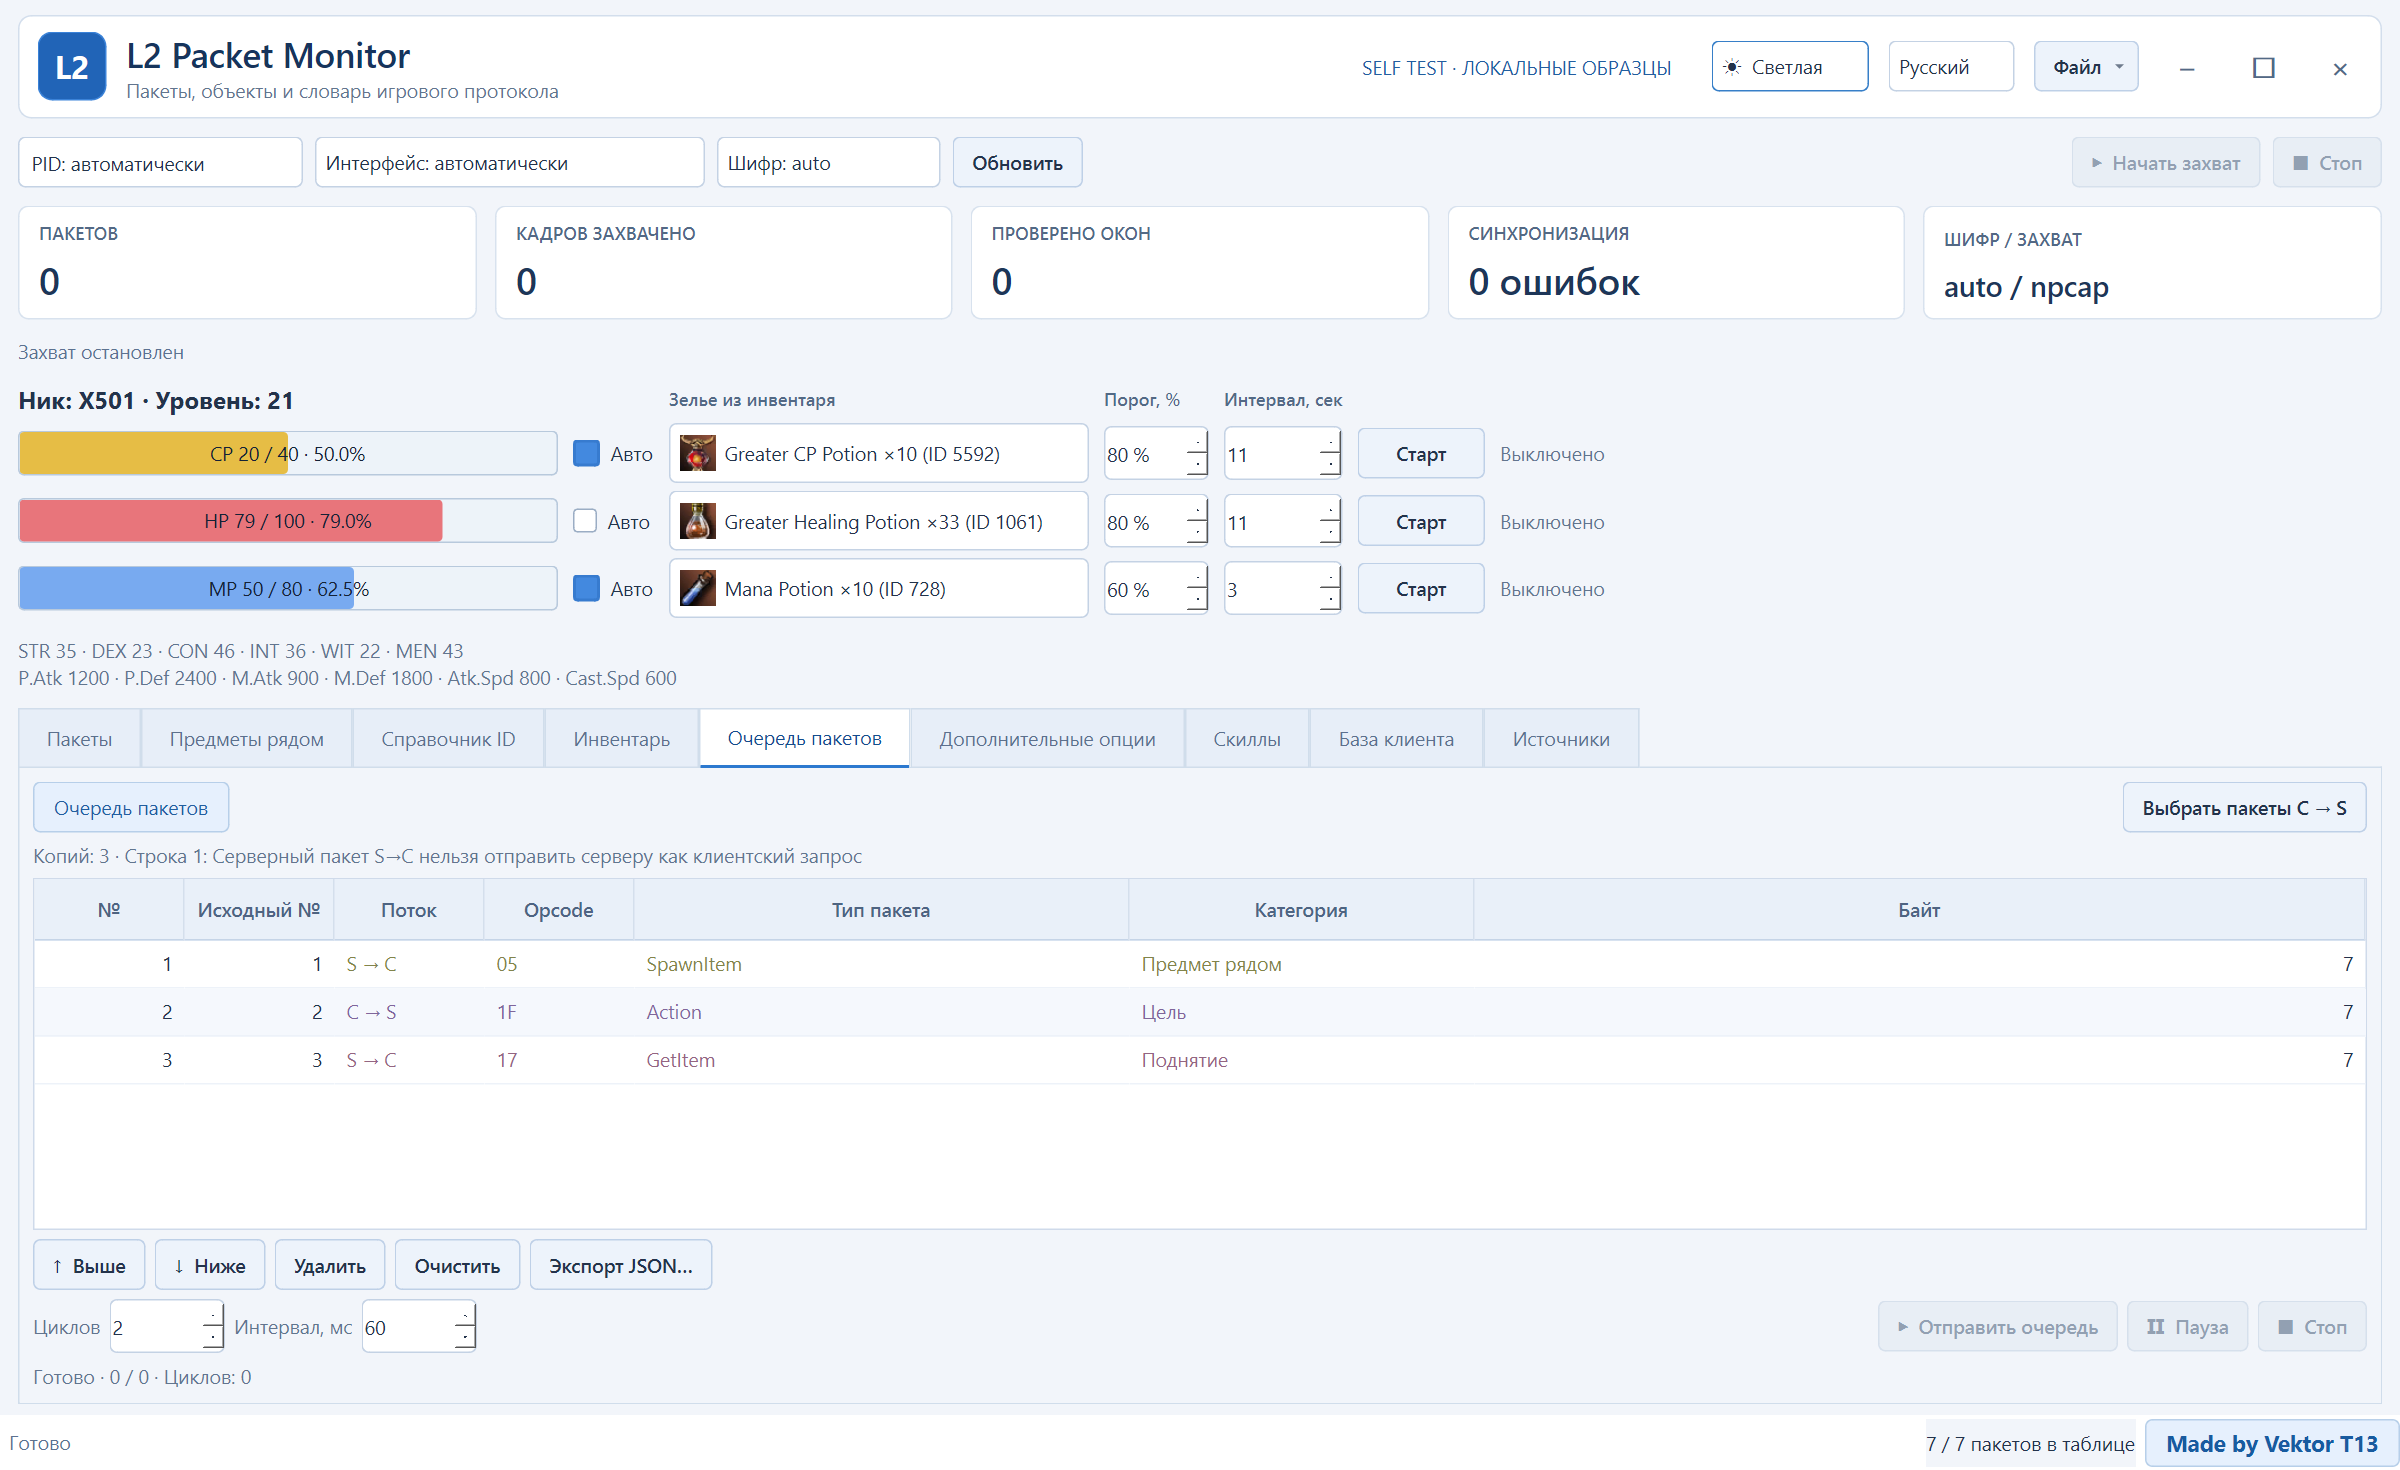 L2
L2 Packet Monitor
Пакеты, объекты и словарь игрового протокола
SELF TEST · ЛОКАЛЬНЫЕ ОБРАЗЦЫ
☀ Светлая
Русский
Файл
PID: автоматически
Интерфейс: автоматически
Шифр: auto
Обновить
Начать захват
Стоп
ПАКЕТОВ
0
КАДРОВ ЗАХВАЧЕНО
0
ПРОВЕРЕНО ОКОН
0
СИНХРОНИЗАЦИЯ
0 ошибок
ШИФР / ЗАХВАТ
auto / npcap
Захват остановлен
Ник: X501 · Уровень: 21
Зелье из инвентаря
Порог, %
Интервал, сек
CP 20 / 40 · 50.0%
Авто
Greater CP Potion ×10 (ID 5592)
80 %
11
Старт
Выключено
HP 79 / 100 · 79.0%
Авто
Greater Healing Potion ×33 (ID 1061)
80 %
11
Старт
Выключено
MP 50 / 80 · 62.5%
Авто
Mana Potion ×10 (ID 728)
60 %
3
Старт
Выключено
STR 35 · DEX 23 · CON 46 · INT 36 · WIT 22 · MEN 43
P.Atk 1200 · P.Def 2400 · M.Atk 900 · M.Def 1800 · Atk.Spd 800 · Cast.Spd 600
Пакеты
Предметы рядом
Справочник ID
Инвентарь
Очередь пакетов
Дополнительные опции
Скиллы
База клиента
Источники
Очередь пакетов
Выбрать пакеты C → S
Копий: 3 · Строка 1: Серверный пакет S→C нельзя отправить серверу как клиентский запрос
№ Исходный № Поток Opcode Тип пакета Категория Байт
1 1 S → C 05 SpawnItem Предмет рядом 7
2 2 C → S 1F Action Цель 7
3 3 S → C 17 GetItem Поднятие 7
↑ Выше
↓ Ниже
Удалить
Очистить
Экспорт JSON...
Циклов 2 Интервал, мс 60
Отправить очередь
Пауза
Стоп
Готово · 0 / 0 · Циклов: 0
Готово
7 / 7 пакетов в таблице
Made by Vektor T13